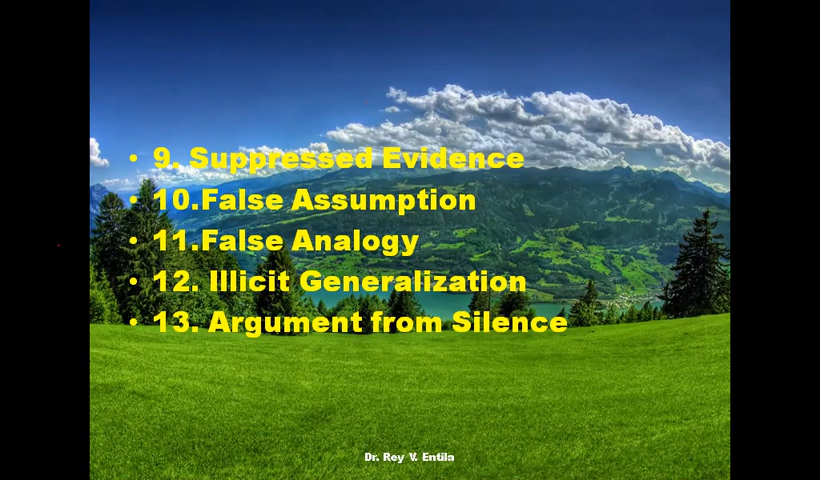 • 9. Suppressed Evidence
• 10.False Assumption
• 11.False Analogy
• 12. Illicit Generalization
• 13. Argument from Silence
Dr. Rey V. Entila